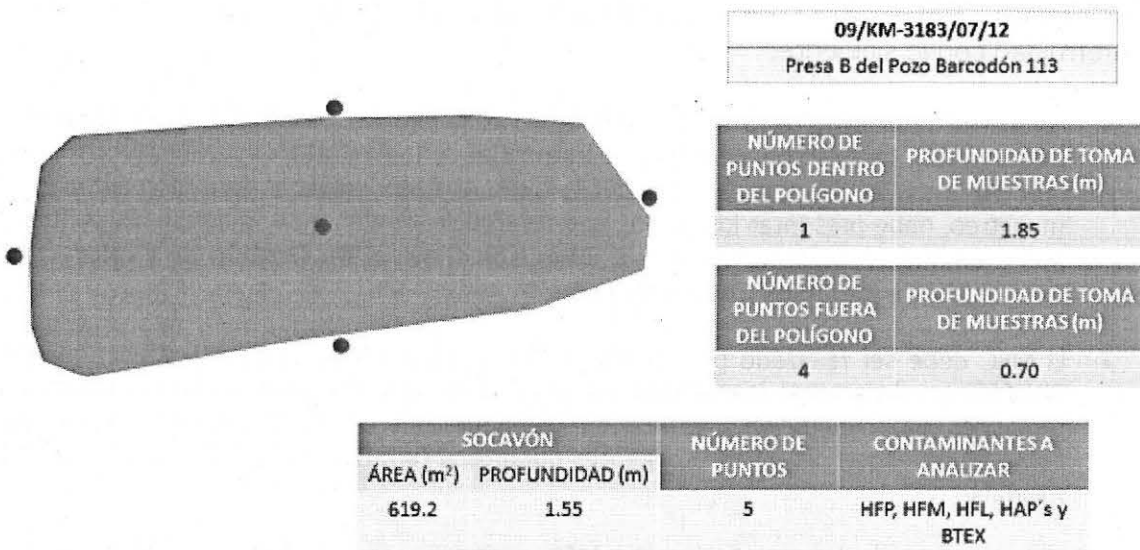 09/KM-3183/07/12
Presa B del Pozo Barcodón 113
NÚMERO DE
PUNTOS DENTRO
DEL POLÍGONO
PROFUNDIDAD DE TOMA
DE MUESTRAS (m)
1
1.85
NÚMERO DE
PUNTOS FUERA
DEL POLÍGONO
PROFUNDIDAD DE TOMA
DE MUESTRAS (m)
4
0.70
SOCAVÓN
ÁREA (m²)
PROFUNDIDAD (m)
NÚMERO DE
PUNTOS
CONTAMINANTES A
ANALIZAR
619.2
1.55
5
HFP, HFM, HFL, HAP´s y
BTEX